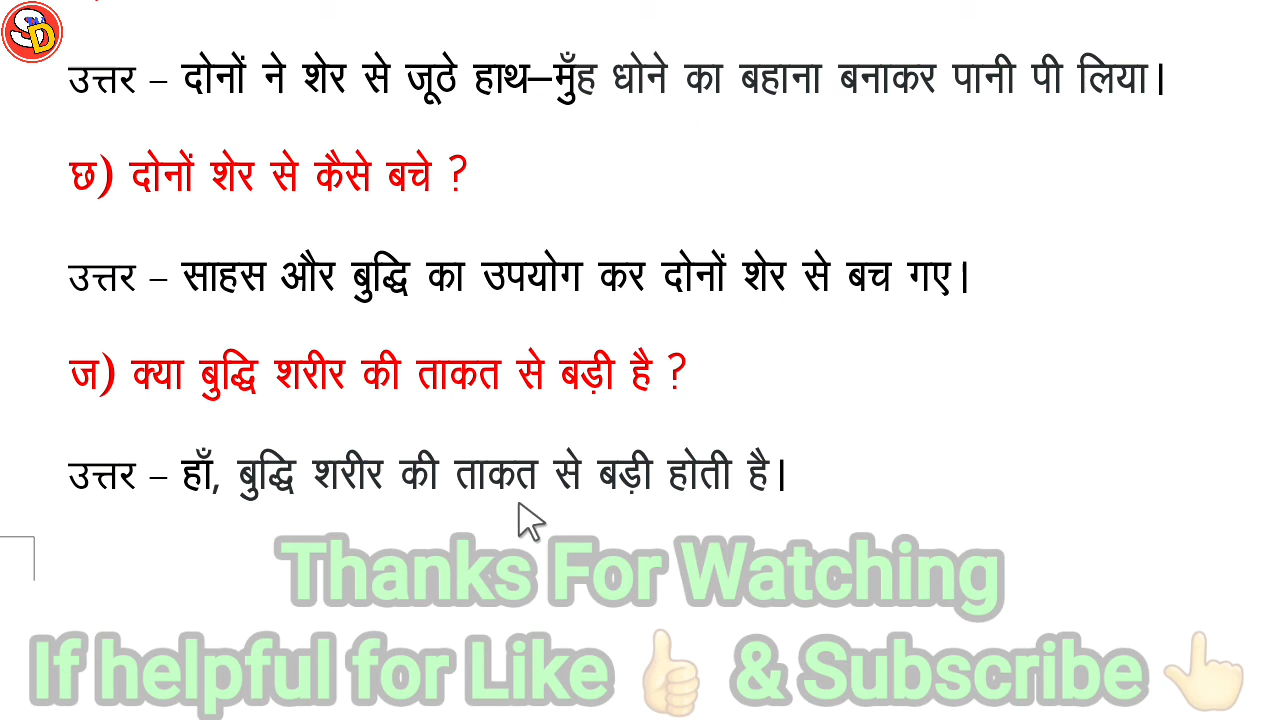 SD
उत्तर – दोनों ने शेर से जूठे हाथ–मुँह धोने का बहाना बनाकर पानी पी लिया।
छ) दोनों शेर से कैसे बचे ?
उत्तर – साहस और बुद्धि का उपयोग कर दोनों शेर से बच गए।
ज) क्या बुद्धि शरीर की ताकत से बड़ी है ?
उत्तर – हाँ, बुद्धि शरीर की ताकत से बड़ी होती है।
Thanks For Watching
If helpful for Like 👍 & Subscribe 👆